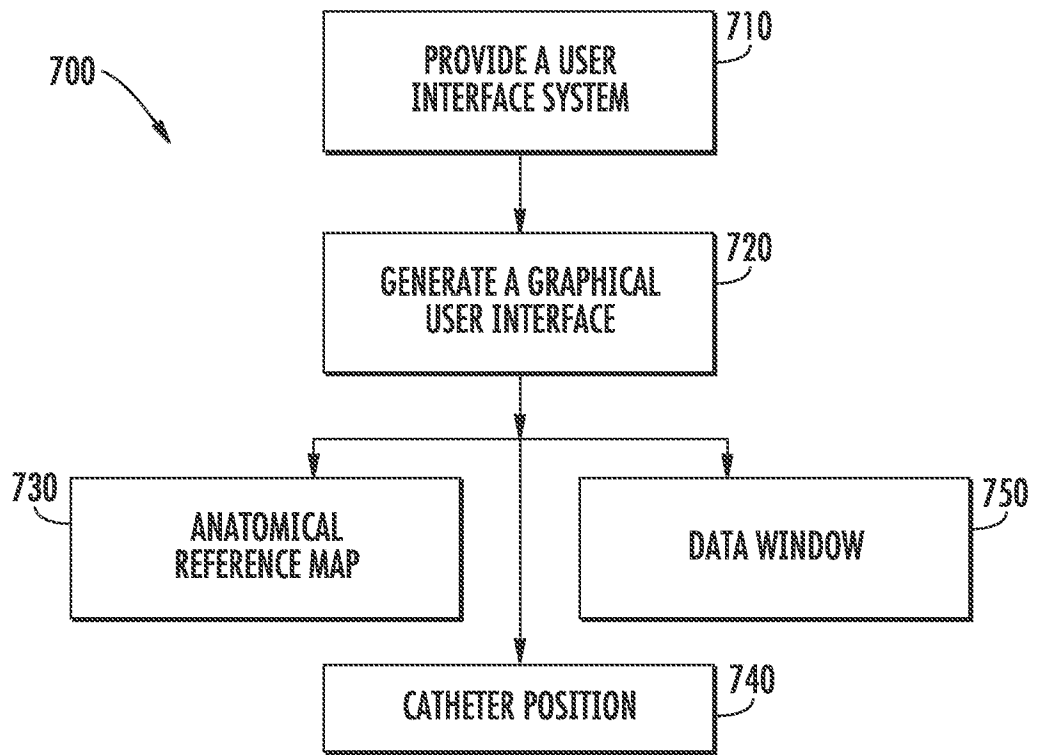 710
700
PROVIDE A USER
INTERFACE SYSTEM
720
GENERATE A GRAPHICAL
USER INTERFACE
730
ANATOMICAL
REFERENCE MAP
750
DATA WINDOW
740
CATHETER POSITION